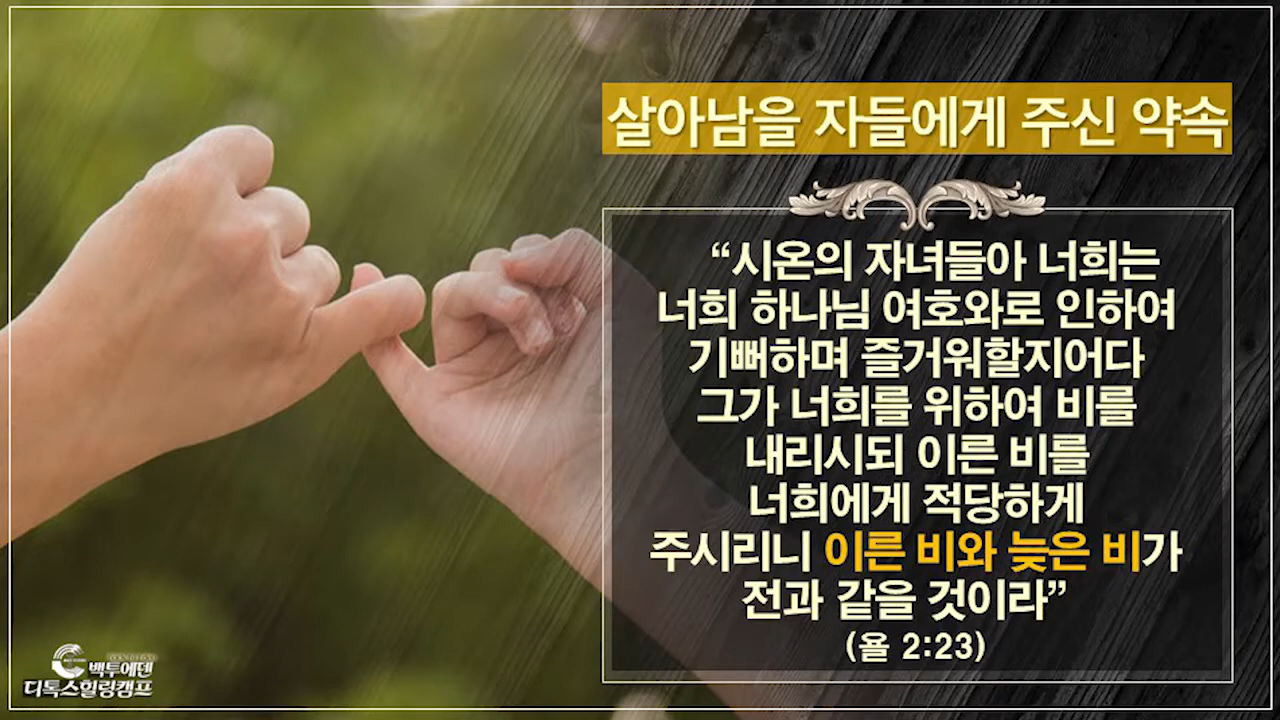 살아남을 자들에게 주신 약속
“시온의 자녀들아 너희는
너희 하나님 여호와로 인하여
기뻐하며 즐거워할지어다
그가 너희를 위하여 비를
내리시되 이른 비를
너희에게 적당하게
주시리니 이른 비와 늦은 비가
전과 같을 것이라”
(욜 2:23)
백투에덴
디톡스힐링캠프